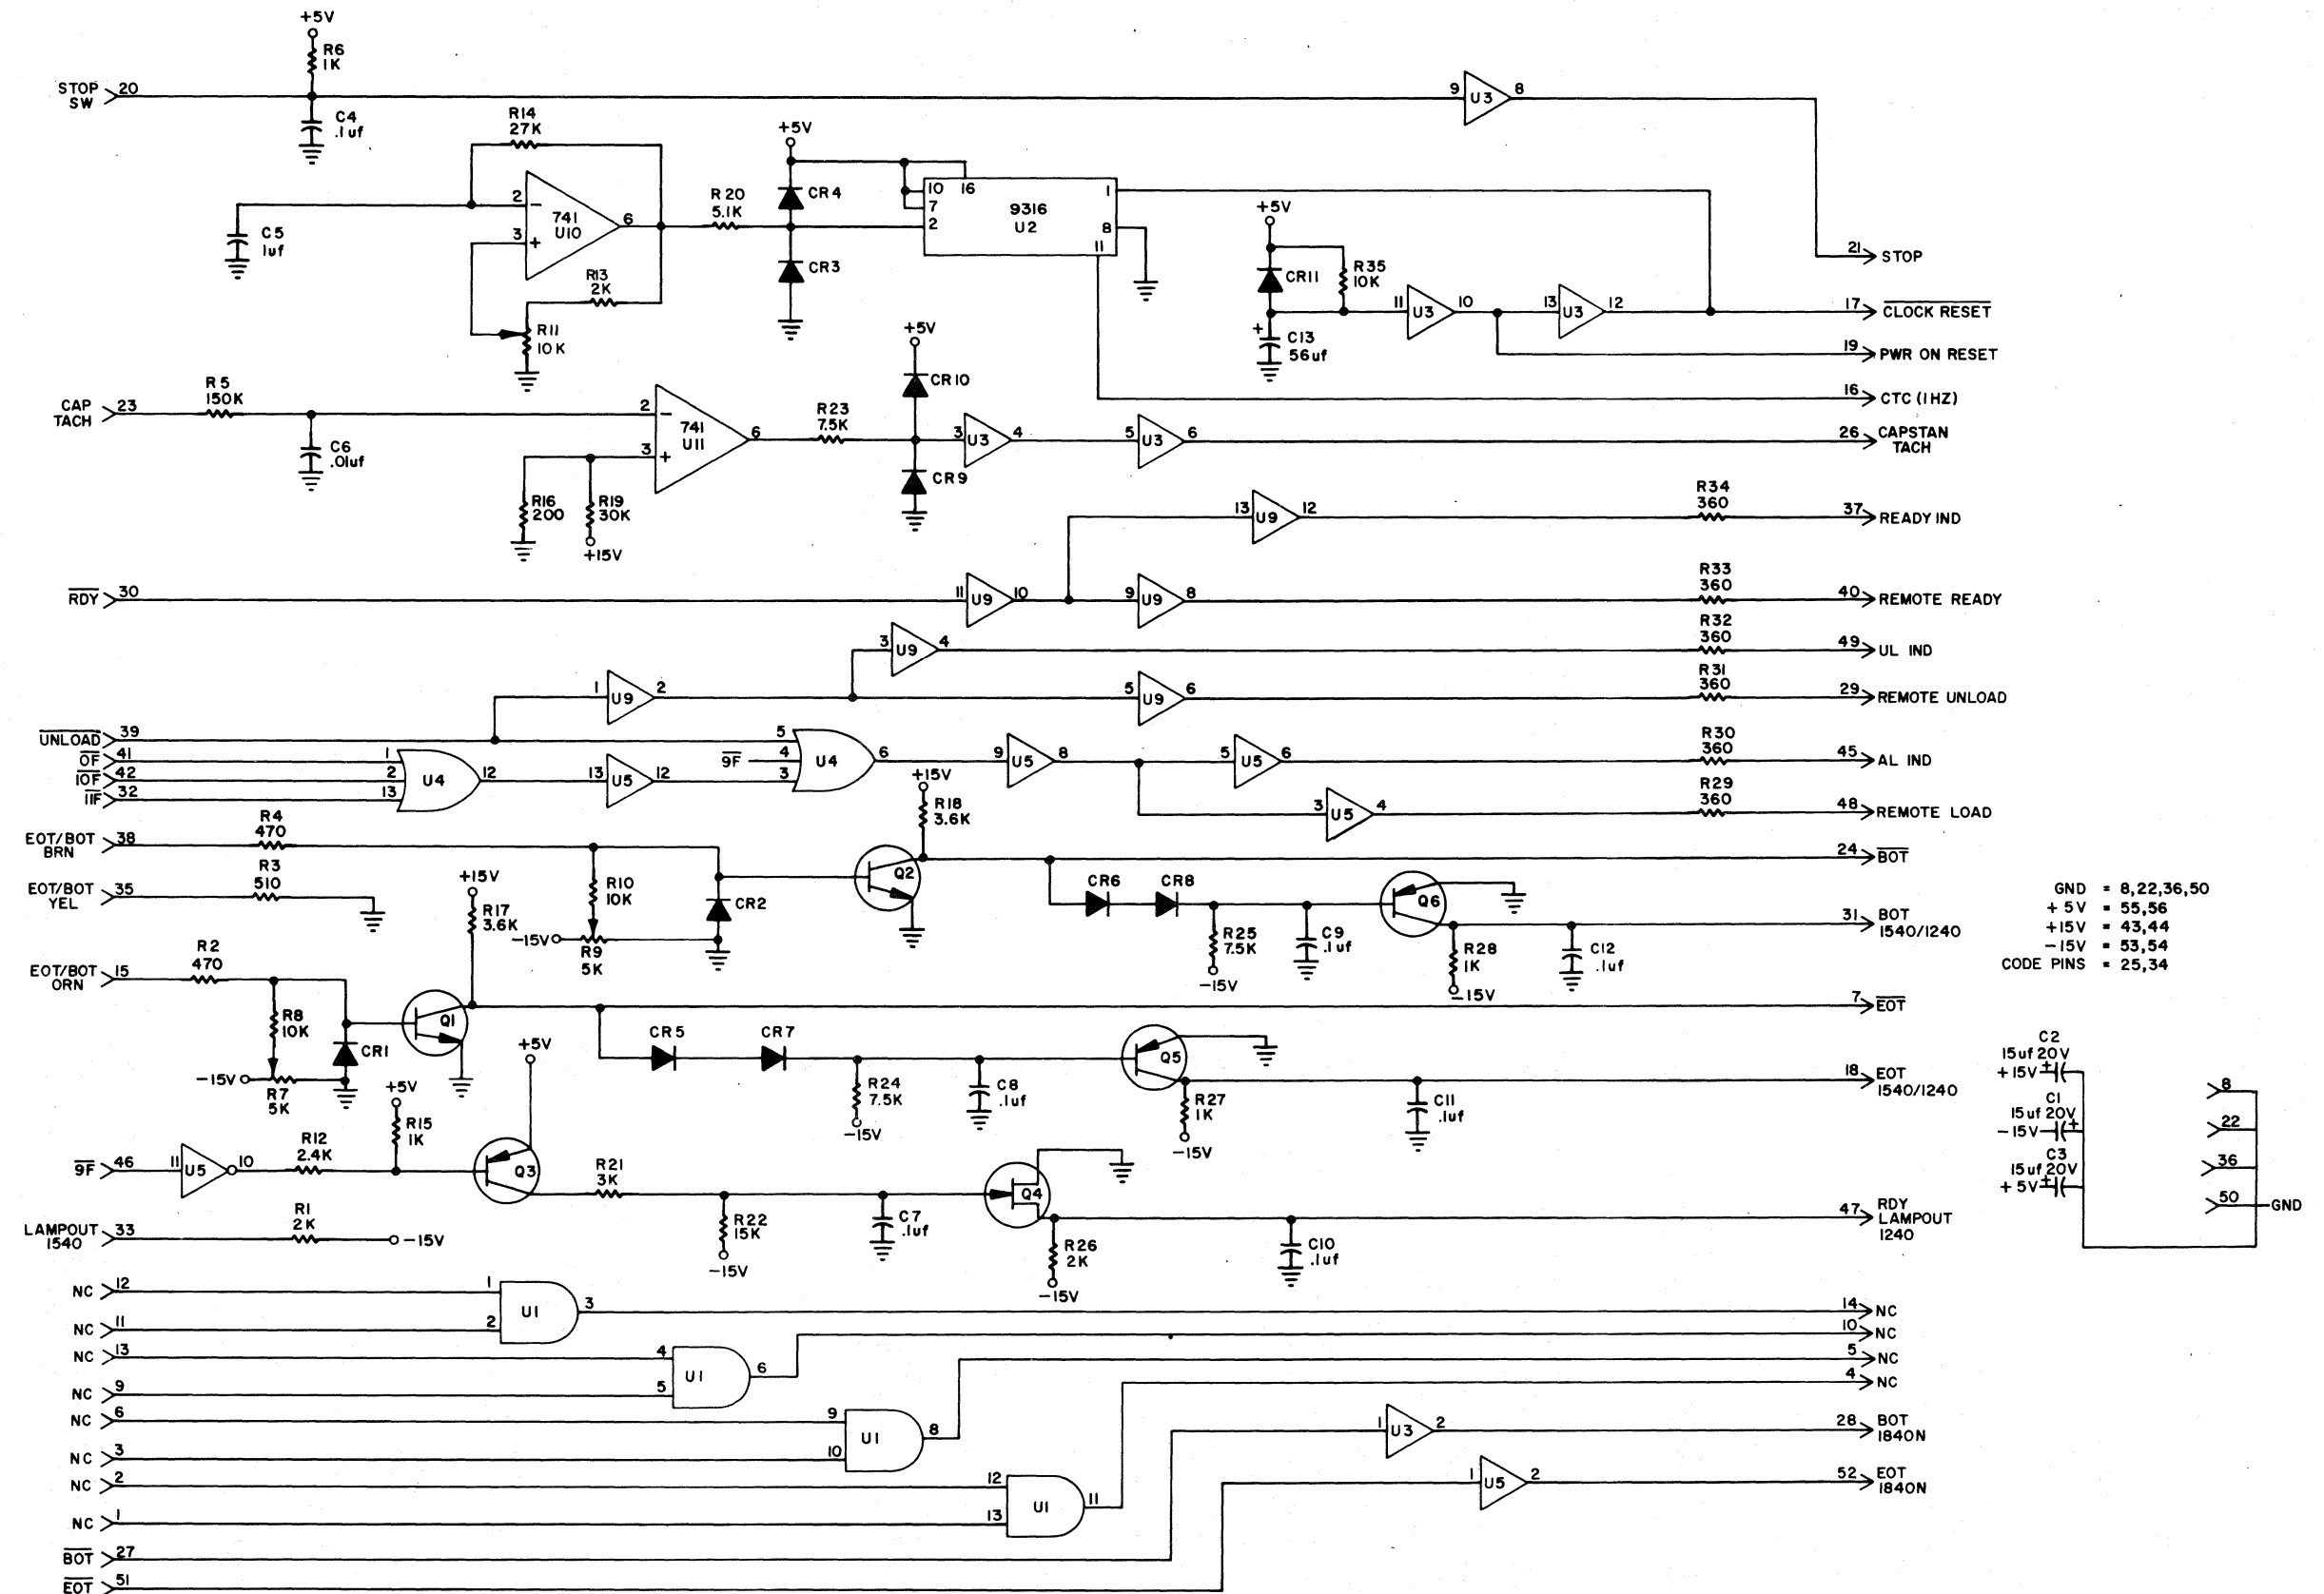 +5V
R6
1K
STOP
SW
20
C4
.1uf
9
U3
8
R14
27K
+5V
2
−
741
U10
3
+
6
C5
1uf
R13
2K
R11
10K
R 20
5.1K
CR4
CR3
10
16
7
2
9316
U2
1
8
11
+5V
CR11
R35
10K
+
C13
56uf
11
U3
10
13
U3
12
21
STOP
17
CLOCK RESET
19
PWR ON RESET
16
CTC (1HZ)
CAP
TACH
23
R5
150K
C6
.01uf
2
−
741
U11
3
+
6
R16
200
R19
30K
+15V
R23
7.5K
+5V
CR10
CR9
3
U3
4
5
U3
6
26
CAPSTAN
TACH
RDY
30
11
U9
10
13
U9
12
R34
360
37
READY IND
9
U9
8
R33
360
40
REMOTE READY
3
U9
4
R32
360
49
UL IND
1
U9
2
5
U9
6
R31
360
29
REMOTE UNLOAD
UNLOAD
39
OF
41
10F
42
11F
32
1
2
13
U4
12
13
U5
12
9F
5
4
3
U4
6
9
U5
8
5
U5
6
R30
360
45
AL IND
3
U5
4
R29
360
48
REMOTE LOAD
EOT/BOT
BRN
38
R4
470
EOT/BOT
YEL
35
R3
510
R10
10K
−15V
R9
5K
CR2
+15V
R18
3.6K
Q2
24
BOT
CR6
CR8
R25
7.5K
−15V
C9
.1uf
Q6
R28
1K
−15V
C12
.1uf
31
BOT
1540/1240
GND = 8,22,36,50
+ 5V = 55,56
+15V = 43,44
−15V = 53,54
CODE PINS = 25,34
EOT/BOT
ORN
15
R2
470
R8
10K
−15V
R7
5K
CR1
+15V
R17
3.6K
Q1
7
EOT
CR5
CR7
R24
7.5K
−15V
C8
.1uf
Q5
R27
1K
−15V
C11
.1uf
18
EOT
1540/1240
9F
46
11
U5
10
R12
2.4K
+5V
R15
1K
+5V
Q3
R21
3K
R22
15K
−15V
C7
.1uf
Q4
R26
2K
−15V
C10
.1uf
47
RDY
LAMPOUT
1240
LAMPOUT
1540
33
R1
2K
−15V
C2
15uf 20V
+15V
+
C1
15uf 20V
−15V
+
C3
15uf 20V
+ 5V
+
8
22
36
50
GND
NC
12
NC
11
1
2
U1
3
14
NC
NC
13
NC
9
4
5
U1
6
10
NC
NC
6
NC
3
9
10
U1
8
5
NC
NC
2
NC
1
12
13
U1
11
4
NC
BOT
27
1
U3
2
28
BOT
1840N
EOT
51
1
U5
2
52
EOT
1840N